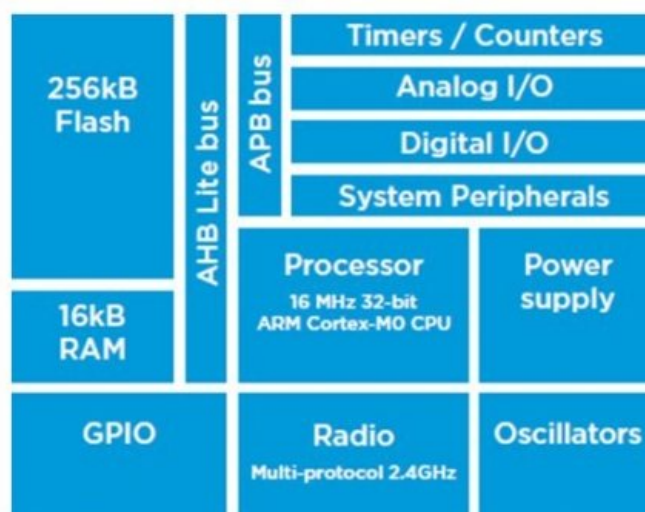 256kB
Flash
16kB
RAM
AHB Lite bus
APB bus
Timers / Counters
Analog I/O
Digital I/O
System Peripherals
Processor
16 MHz 32-bit
ARM Cortex-M0 CPU
Power
supply
GPIO
Radio
Multi-protocol 2.4GHz
Oscillators